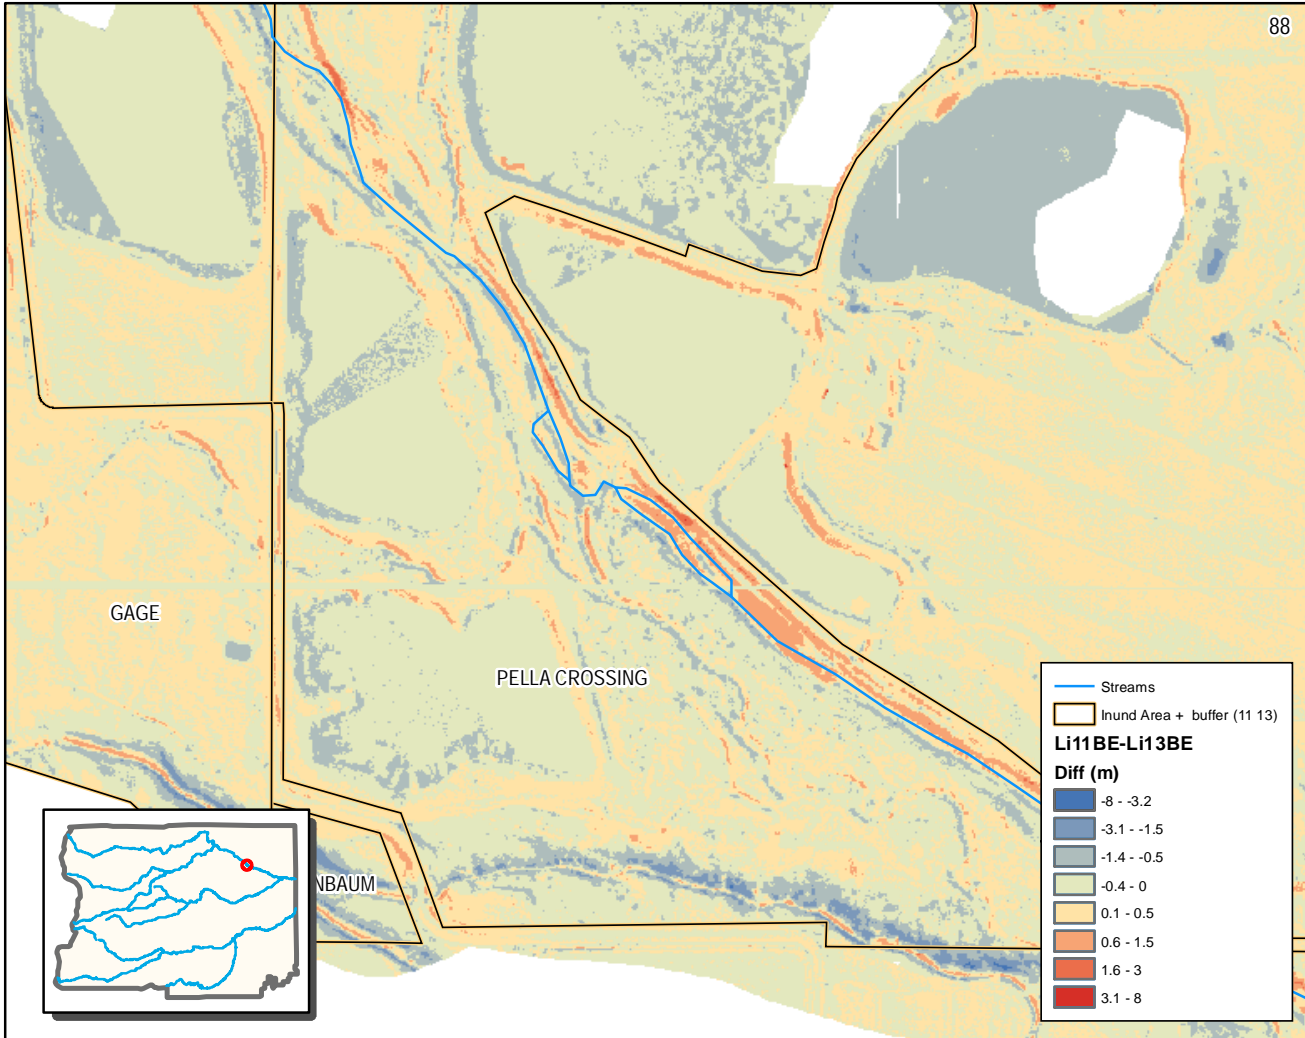 88
GAGE
PELLA CROSSING
NBAUM
Streams
Inund Area + buffer (11 13)
Li11BE-Li13BE
Diff (m)
-8 - -3.2
-3.1 - -1.5
-1.4 - -0.5
-0.4 - 0
0.1 - 0.5
0.6 - 1.5
1.6 - 3
3.1 - 8